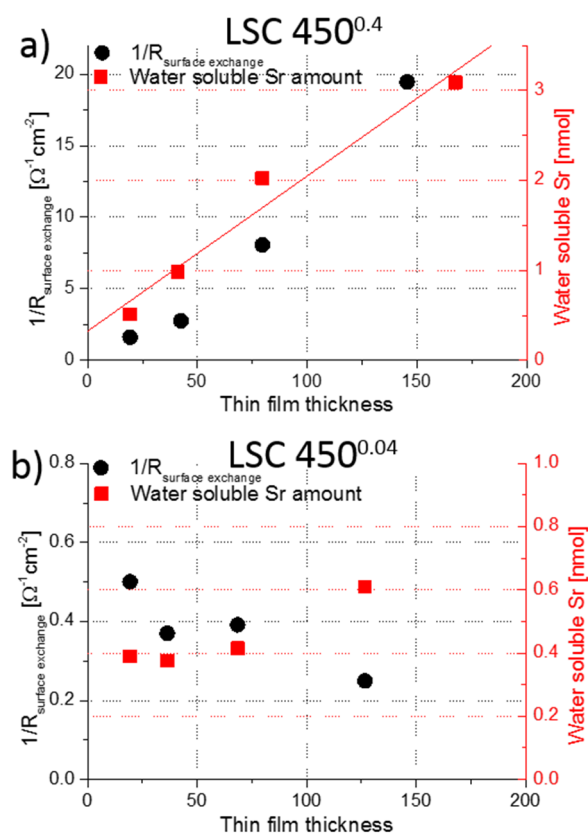 a)
LSC 450^0.4
1/R_surface exchange
Water soluble Sr amount
20
15
10
5
0
1/R_surface exchange [Ω⁻¹cm⁻²]
3
2
1
0
Water soluble Sr [nmol]
0 50 100 150 200
Thin film thickness
b)
LSC 450^0.04
1/R_surface exchange
Water soluble Sr amount
0.8
0.6
0.4
0.2
0.0
1/R_surface exchange [Ω⁻¹cm⁻²]
1.0
0.8
0.6
0.4
0.2
0.0
Water soluble Sr [nmol]
0 50 100 150 200
Thin film thickness